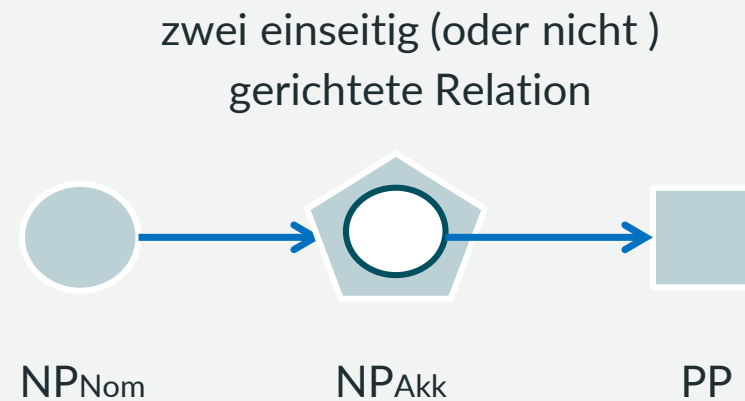 zwei einseitig (oder nicht )
gerichtete Relation
NPNom NPAkk PP